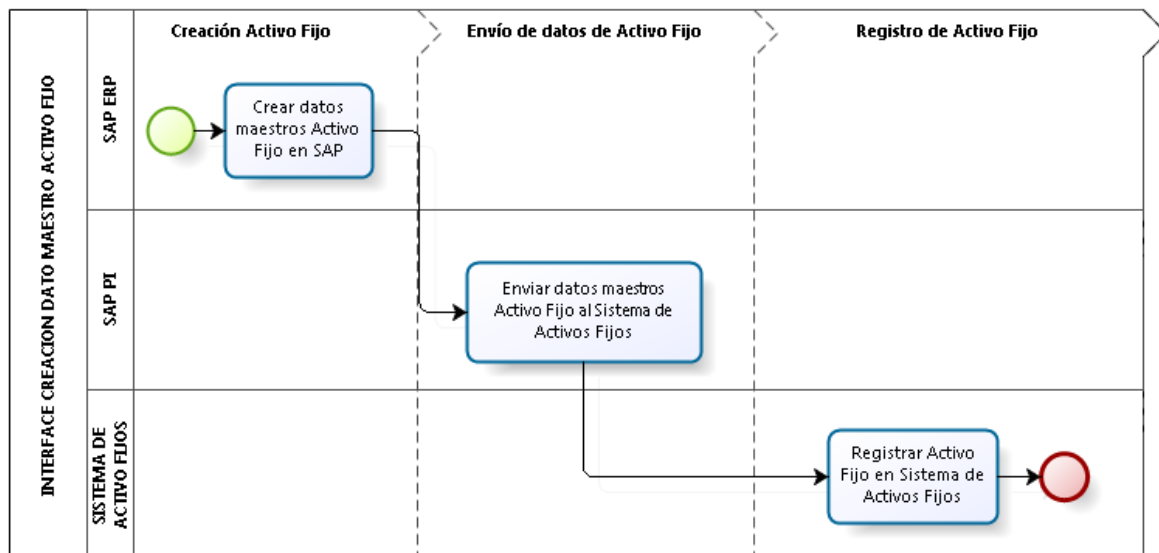 Creación Activo Fijo
Envío de datos de Activo Fijo
Registro de Activo Fijo
INTERFACE CREACION DATO MAESTRO ACTIVO FIJO
SAP ERP
Crear datos
maestros Activo
Fijo en SAP
SAP PI
Enviar datos maestros
Activo Fijo al Sistema de
Activos Fijos
SISTEMA DE
ACTIVO FIJOS
Registrar Activo
Fijo en Sistema de
Activos Fijos